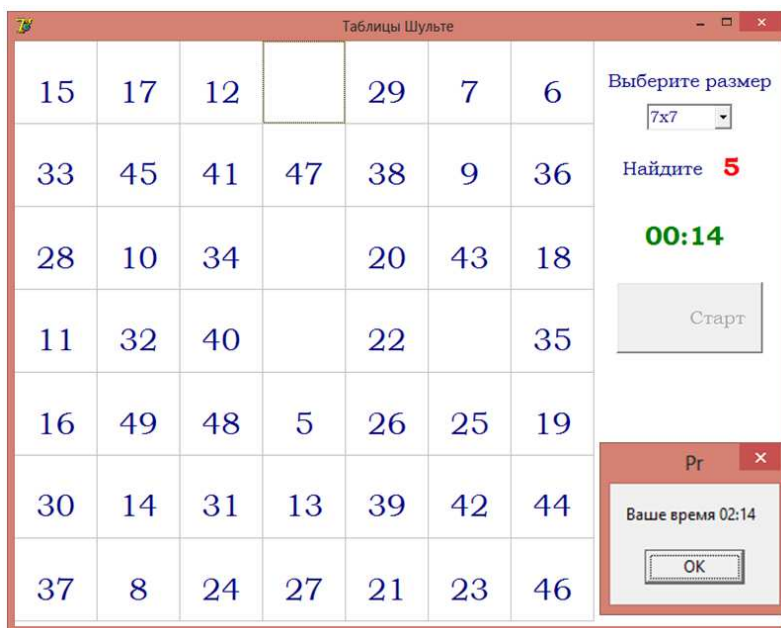 Таблицы Шульте
15 17 12 29 7 6
33 45 41 47 38 9 36
28 10 34 20 43 18
11 32 40 22 35
16 49 48 5 26 25 19
30 14 31 13 39 42 44
37 8 24 27 21 23 46
Выберите размер
7x7
Найдите 5
00:14
Старт
Pr
Ваше время 02:14
OK